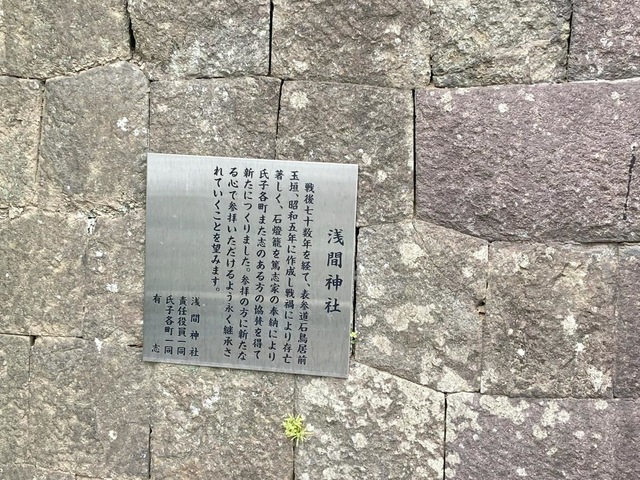 浅間神社
戦後七十数年を経て、表参道石鳥居前
玉垣、昭和五年に作成し戦禍により存亡
著しく、石燈籠を篤志家の奉納により
氏子各町また志のある方の協賛を得て
新たにつくりました。参拝の方に新たな
る心で参拝いただけるよう永く継承さ
れていくことを望みます。
浅間神社
責任役員一同
氏子各町一同
有志